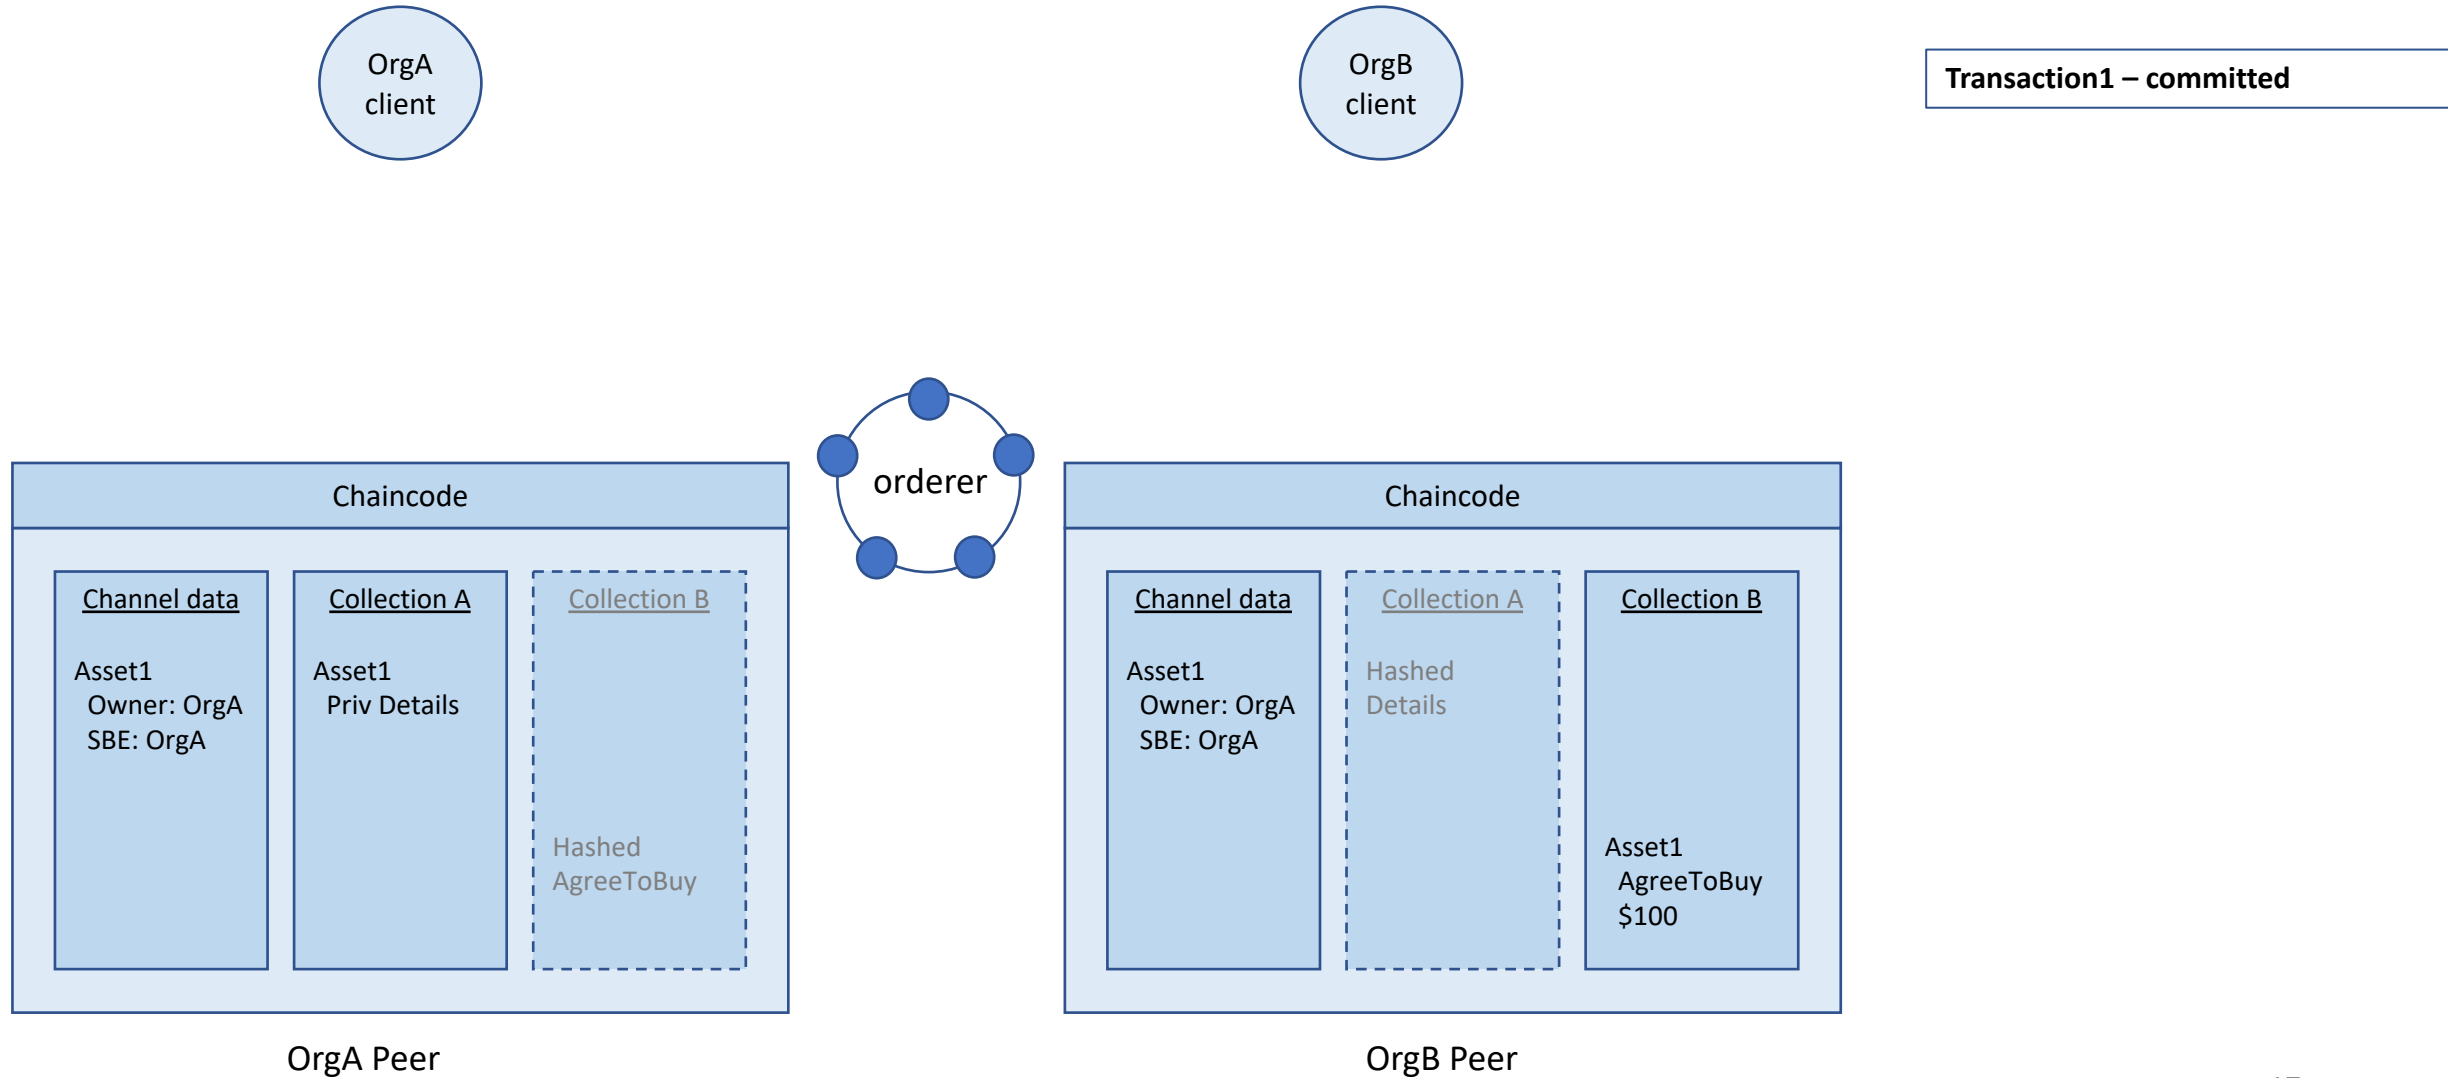 OrgA
client
OrgB
client
Transaction1 – committed
orderer
Chaincode
Channel data
Asset1
Owner: OrgA
SBE: OrgA
Collection A
Asset1
Priv Details
Collection B
Hashed
AgreeToBuy
OrgA Peer
Chaincode
Channel data
Asset1
Owner: OrgA
SBE: OrgA
Collection A
Hashed
Details
Collection B
Asset1
AgreeToBuy
$100
OrgB Peer